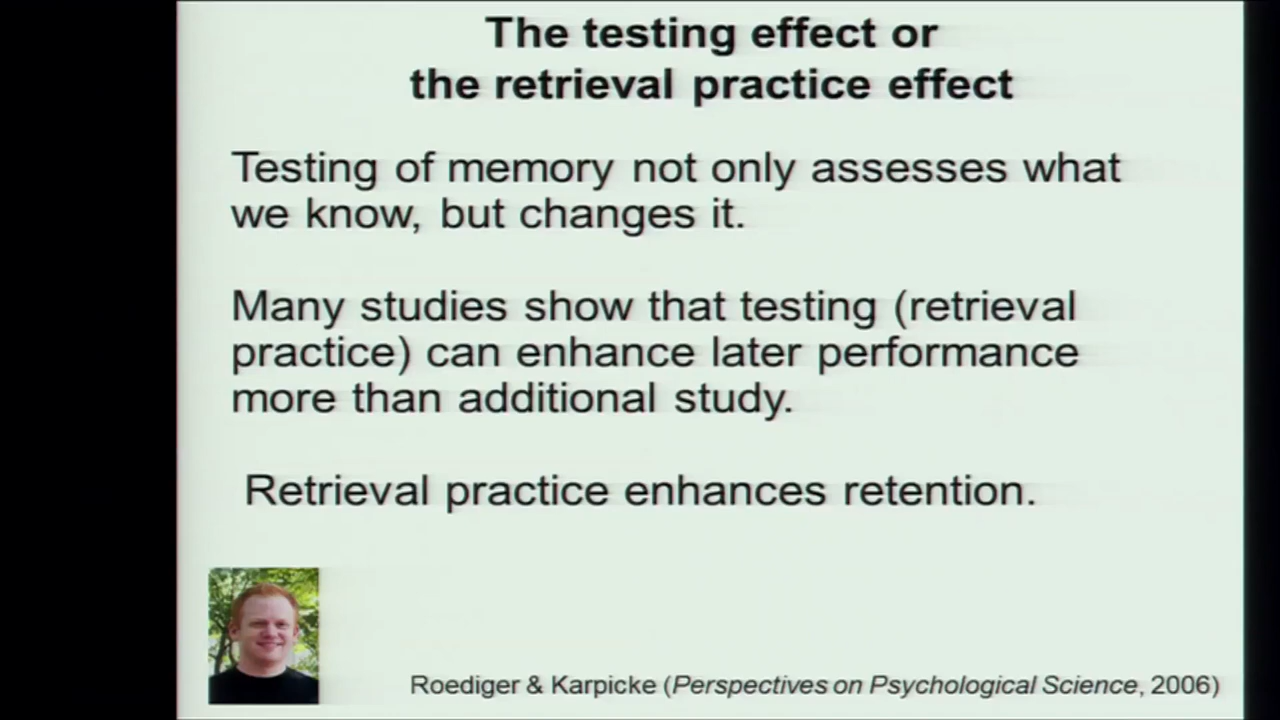 The testing effect or
the retrieval practice effect
Testing of memory not only assesses what
we know, but changes it.
Many studies show that testing (retrieval
practice) can enhance later performance
more than additional study.
Retrieval practice enhances retention.
Roediger & Karpicke (Perspectives on Psychological Science, 2006)